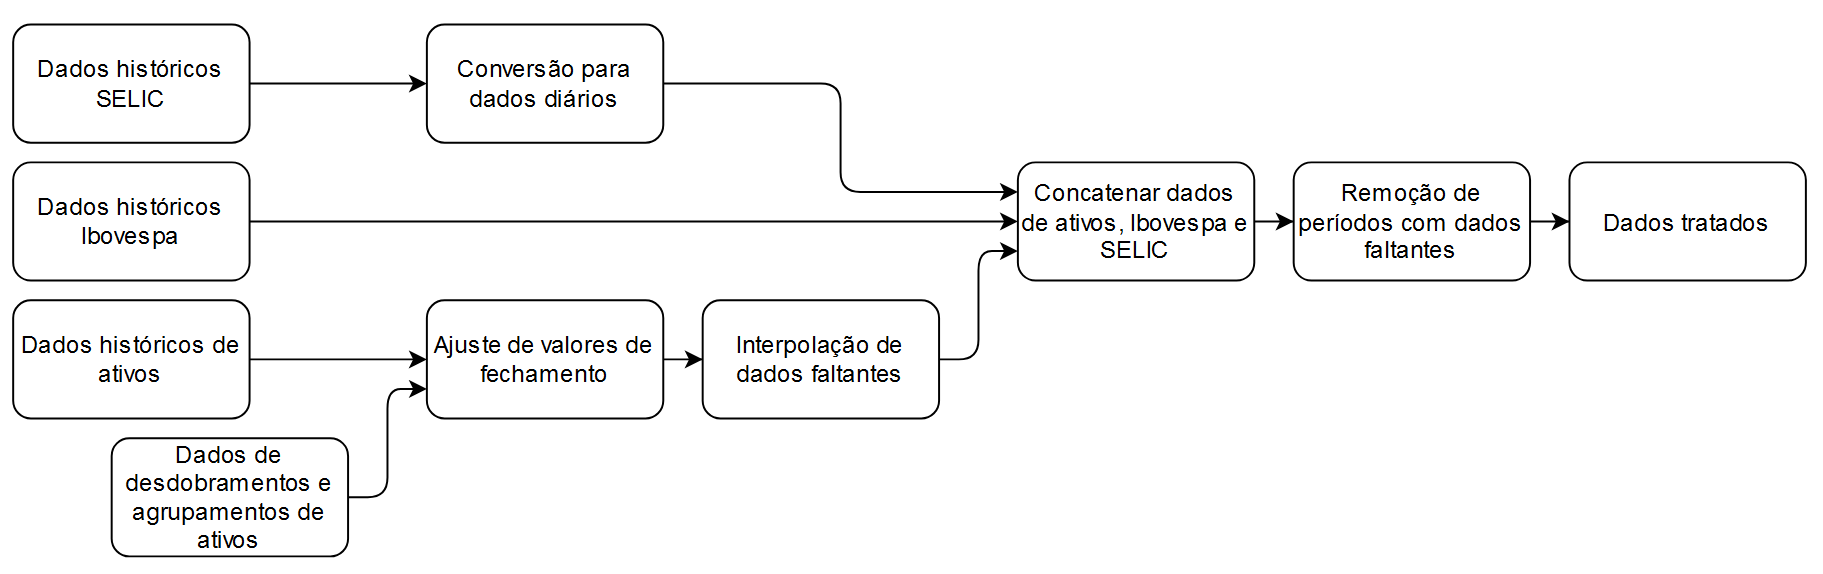 Dados históricos
SELIC
Conversão para
dados diários
Dados históricos
Ibovespa
Concatenar dados
de ativos, Ibovespa e
SELIC
Remoção de
períodos com dados
faltantes
Dados tratados
Dados históricos de
ativos
Ajuste de valores de
fechamento
Interpolação de
dados faltantes
Dados de
desdobramentos e
agrupamentos de
ativos